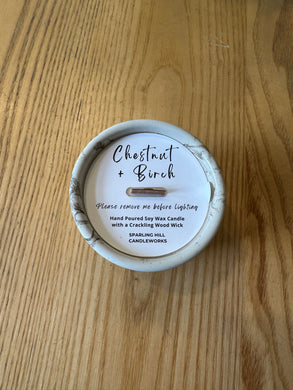 Chestnut
+ Birch
Please remove me before lighting
Hand Poured Soy Wax Candle
with a Crackling Wood Wick
SPARLING HILL
CANDLEWORKS